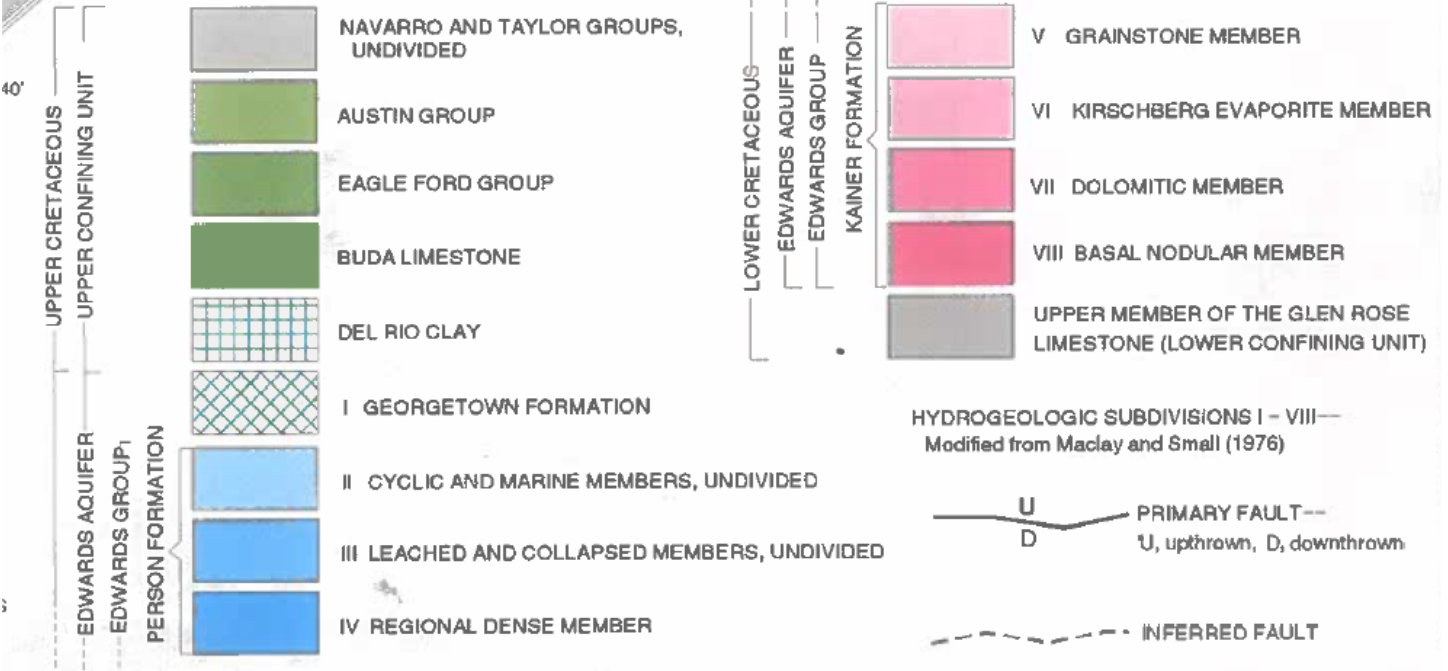 40'
UPPER CRETACEOUS
UPPER CONFINING UNIT
NAVARRO AND TAYLOR GROUPS,
UNDIVIDED
AUSTIN GROUP
EAGLE FORD GROUP
BUDA LIMESTONE
DEL RIO CLAY
EDWARDS AQUIFER
EDWARDS GROUP
PERSON FORMATION
I GEORGETOWN FORMATION
II CYCLIC AND MARINE MEMBERS, UNDIVIDED
III LEACHED AND COLLAPSED MEMBERS, UNDIVIDED
IV REGIONAL DENSE MEMBER
LOWER CRETACEOUS
EDWARDS AQUIFER
EDWARDS GROUP
KAINER FORMATION
V GRAINSTONE MEMBER
VI KIRSCHBERG EVAPORITE MEMBER
VII DOLOMITIC MEMBER
VIII BASAL NODULAR MEMBER
UPPER MEMBER OF THE GLEN ROSE
LIMESTONE (LOWER CONFINING UNIT)
HYDROGEOLOGIC SUBDIVISIONS I – VIII—
Modified from Maclay and Small (1976)
U
D
PRIMARY FAULT--
U, upthrown, D, downthrown
INFERRED FAULT